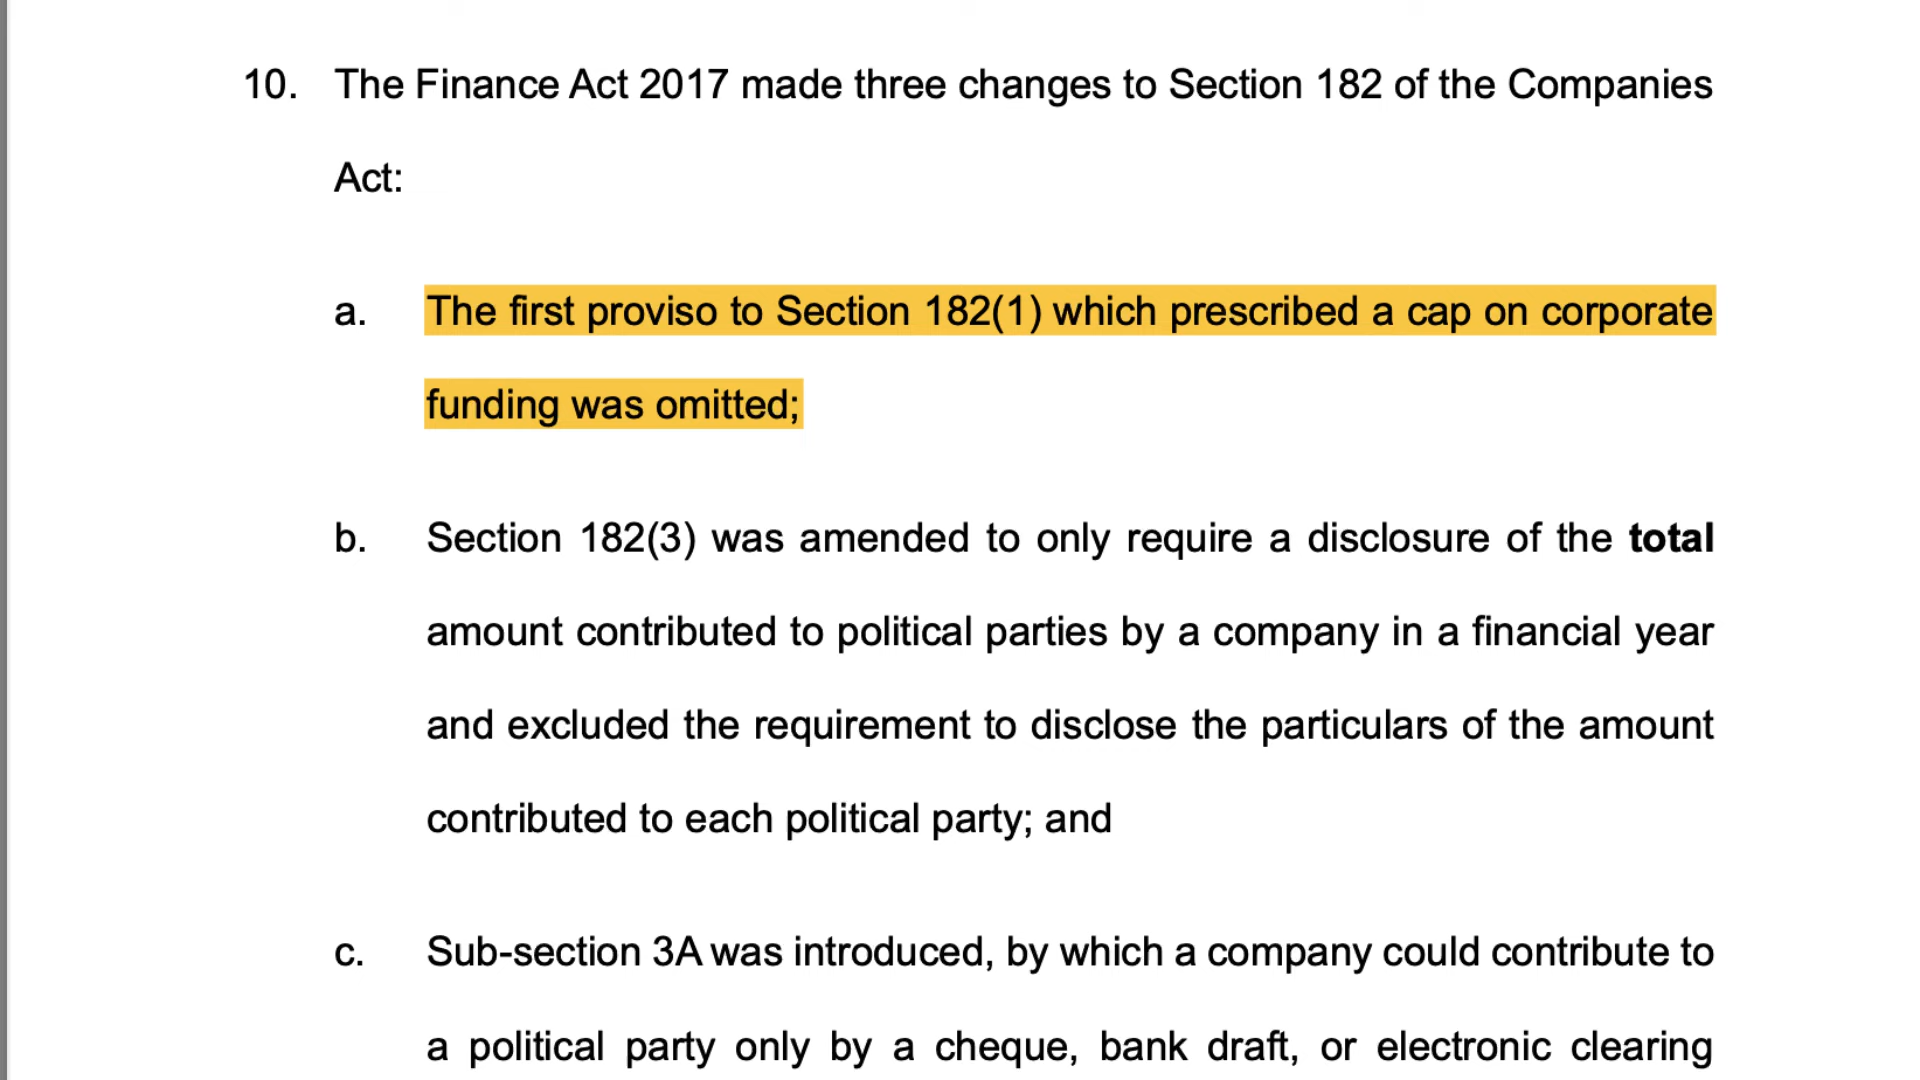 10. The Finance Act 2017 made three changes to Section 182 of the Companies
Act:
a. The first proviso to Section 182(1) which prescribed a cap on corporate
funding was omitted;
b. Section 182(3) was amended to only require a disclosure of the total
amount contributed to political parties by a company in a financial year
and excluded the requirement to disclose the particulars of the amount
contributed to each political party; and
c. Sub-section 3A was introduced, by which a company could contribute to
a political party only by a cheque, bank draft, or electronic clearing